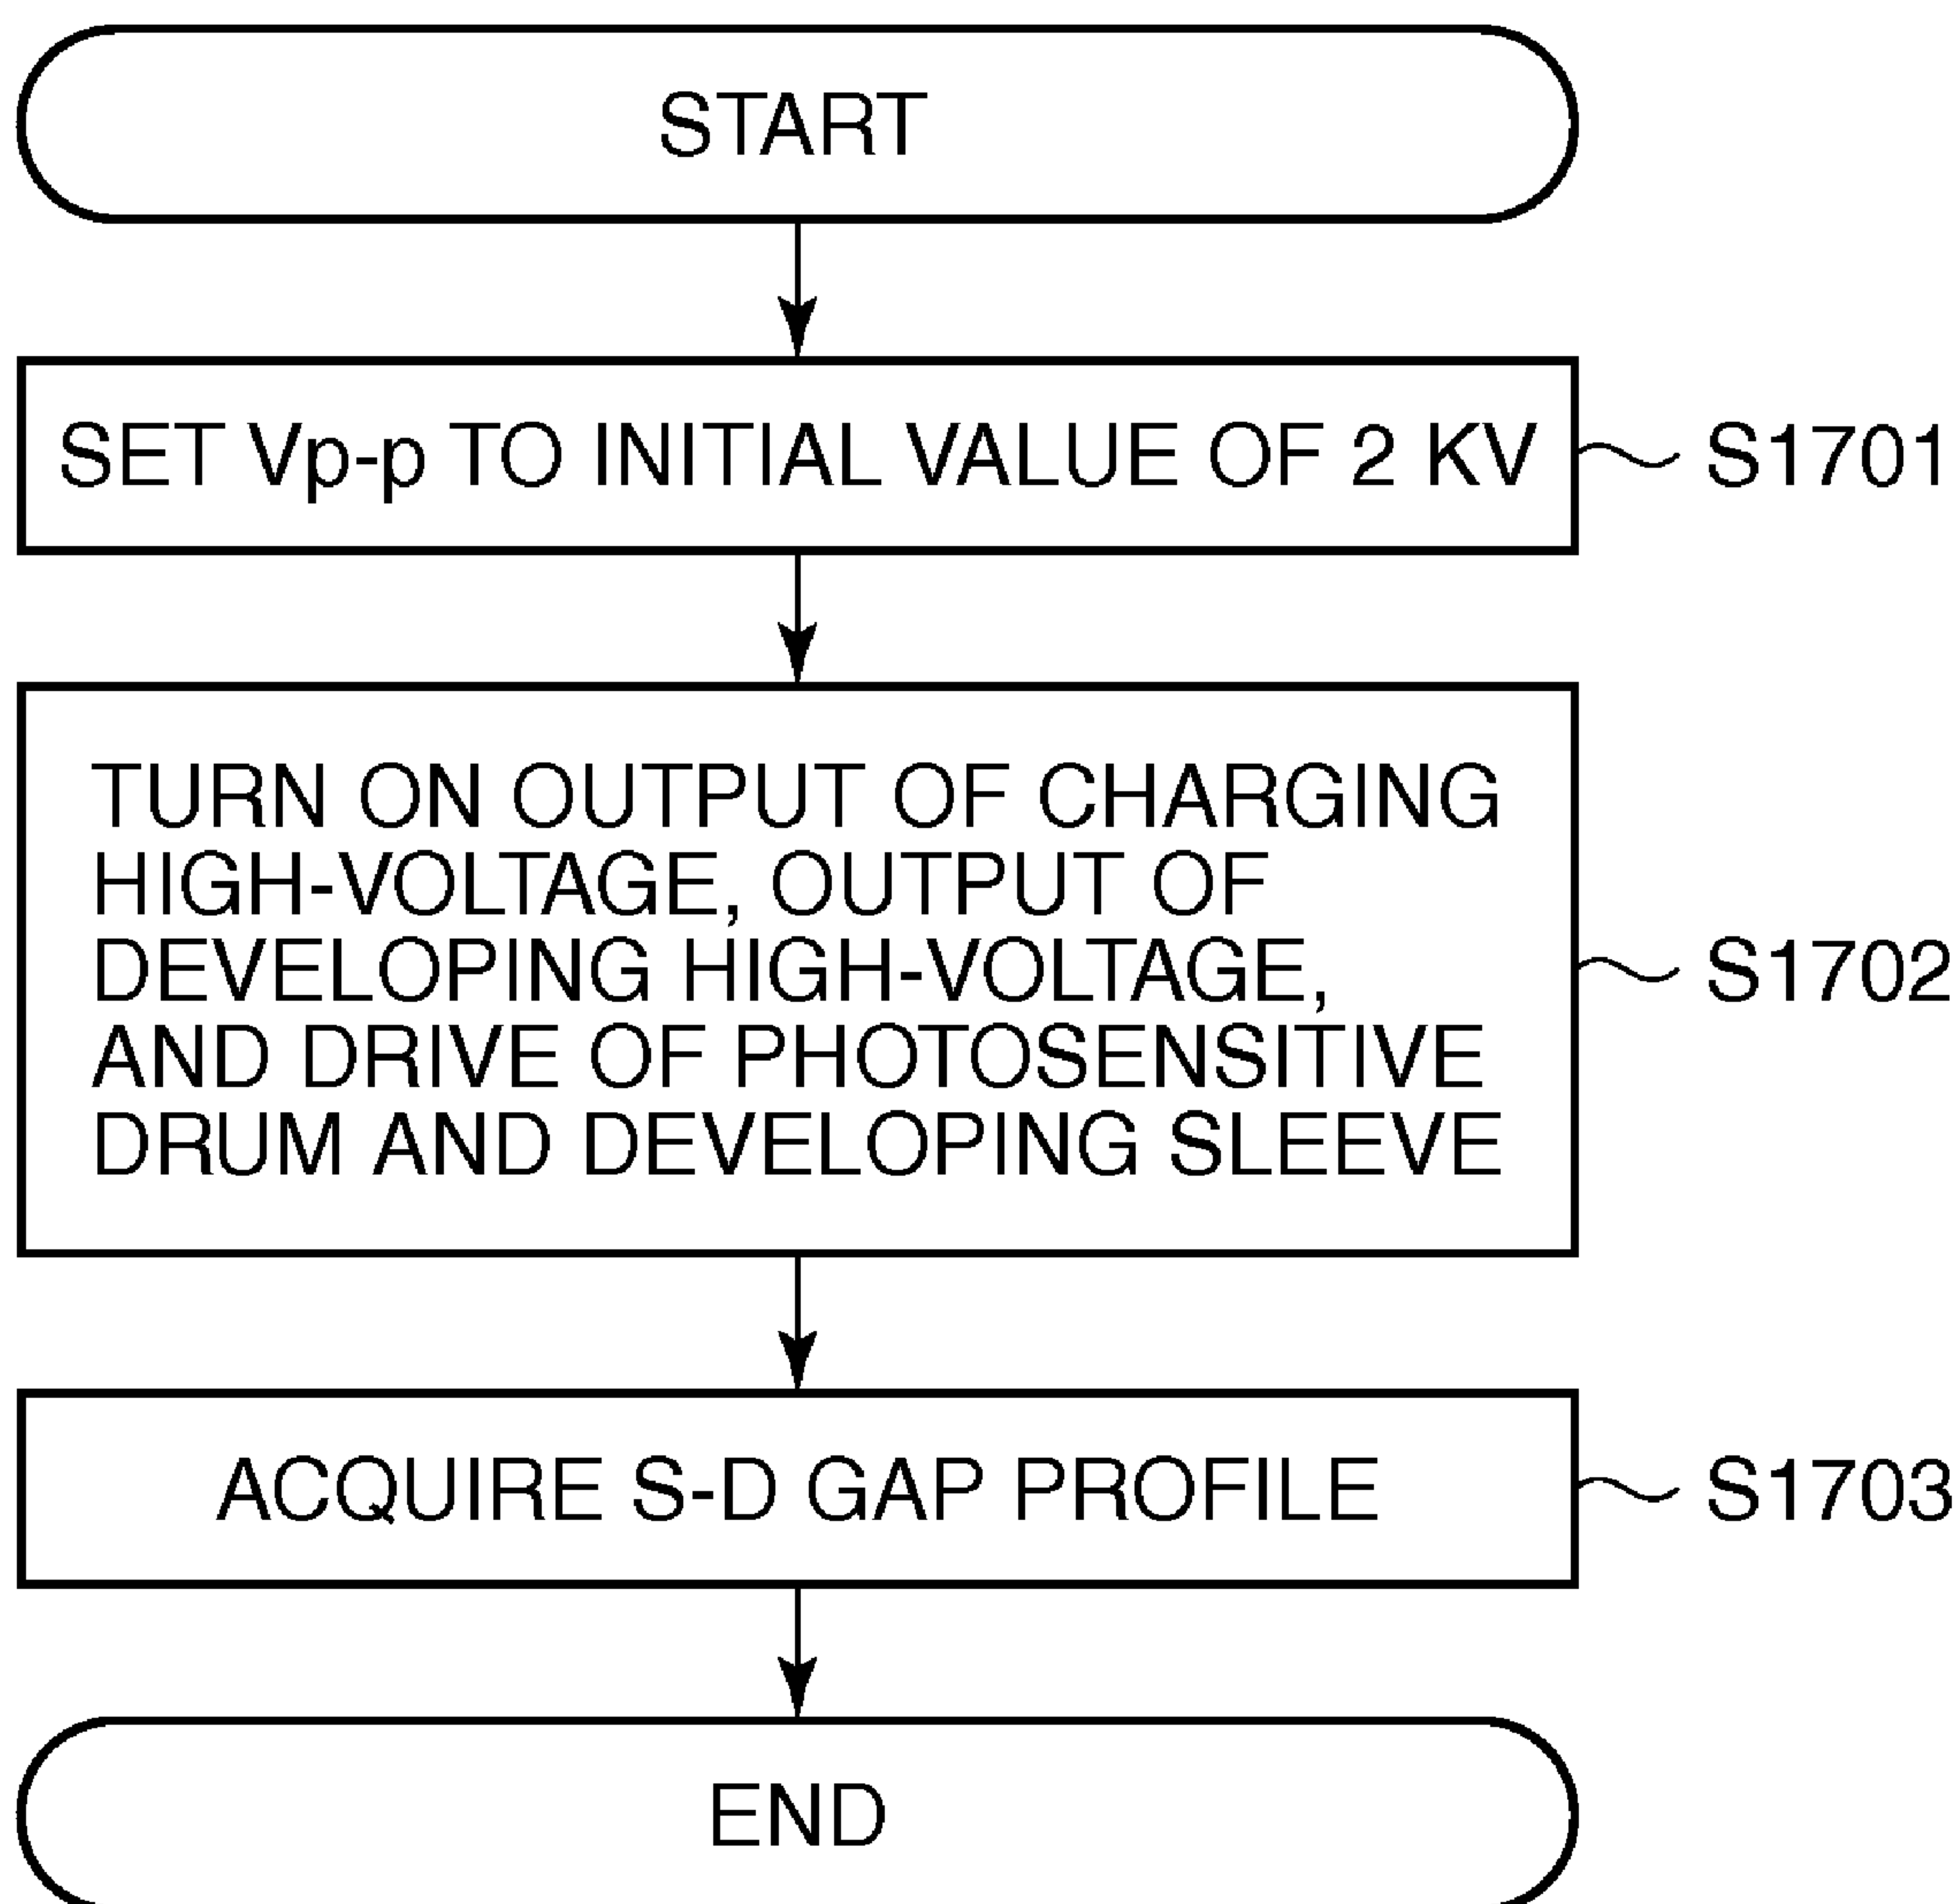 START
SET Vp-p TO INITIAL VALUE OF 2 KV
S1701
TURN ON OUTPUT OF CHARGING
HIGH-VOLTAGE, OUTPUT OF
DEVELOPING HIGH-VOLTAGE,
AND DRIVE OF PHOTOSENSITIVE
DRUM AND DEVELOPING SLEEVE
S1702
ACQUIRE S-D GAP PROFILE
S1703
END